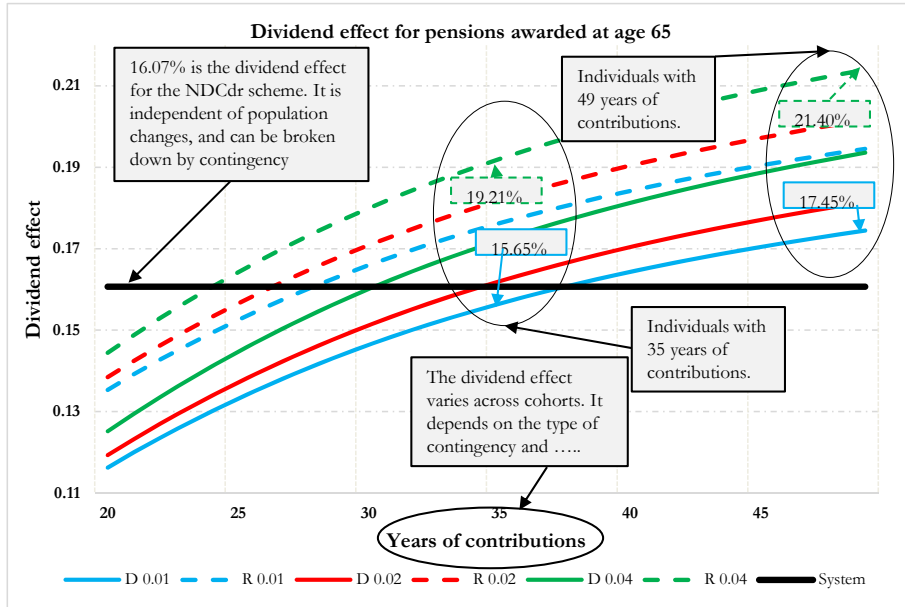 Dividend effect for pensions awarded at age 65
16.07% is the dividend effect
for the NDCdr scheme. It is
independent of population
changes, and can be broken
down by contingency
Individuals with
49 years of
contributions.
21.40%
19.21%
17.45%
15.65%
Individuals with
35 years of
contributions.
The dividend effect
varies across cohorts. It
depends on the type of
contingency and …..
Dividend effect
0.21
0.19
0.17
0.15
0.13
0.11
20 25 30 35 40 45
Years of contributions
D 0.01 R 0.01 D 0.02 R 0.02 D 0.04 R 0.04 System